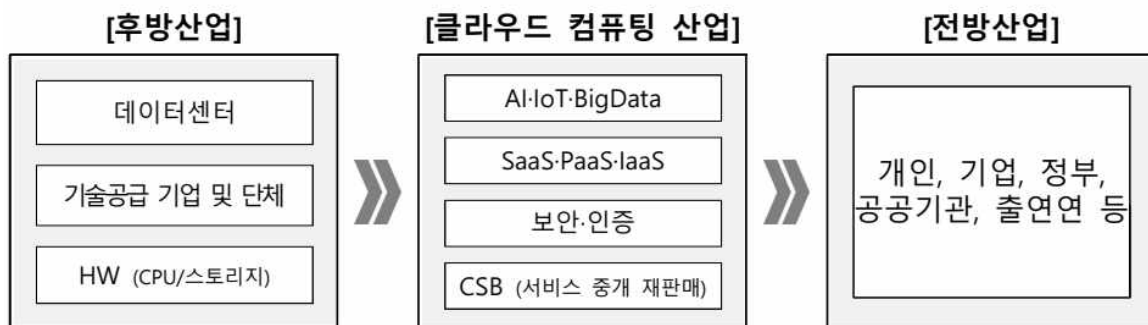 [후방산업]
데이터센터
기술공급 기업 및 단체
HW (CPU/스토리지)
[클라우드 컴퓨팅 산업]
AI·IoT·BigData
SaaS·PaaS·IaaS
보안·인증
CSB (서비스 중개 재판매)
[전방산업]
개인, 기업, 정부,
공공기관, 출연연 등